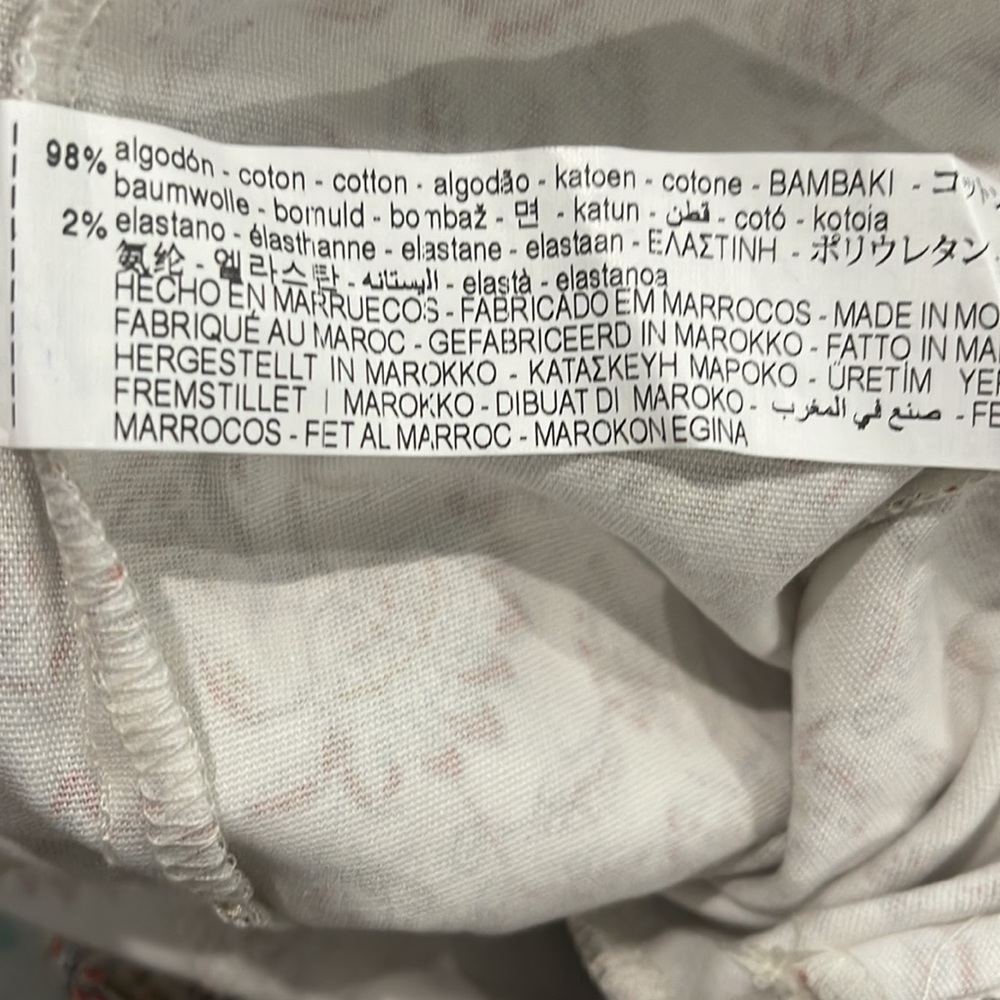 98% algodón - coton - cotton - algodão - katoen - cotone - BAMBAKI -
baumwolle - bomuld - bombaž - 면 - katun - قطن - cotó - kotoia
2% elastano - élasthanne - elastane - elastaan - ΕΛΑΣΤΙΝΗ - ポリウレタン -
氨纶 - 엘라스탄 - اليستانه - elastà - elastanoa
HECHO EN MARRUECOS - FABRICADO EM MARROCOS - MADE IN MO
FABRIQUÉ AU MAROC - GEFABRICEERD IN MAROKKO - FATTO IN MA
HERGESTELLT IN MAROKKO - ΚΑΤΑΣΚΕΥΗ ΜΑΡΟΚΟ - ÜRETİM YE
FREMSTILLET I MAROKKO - DIBUAT DI MAROKO - صنع في المغرب - FE
MARROCOS - FET AL MARROC - MAROKON EGINA